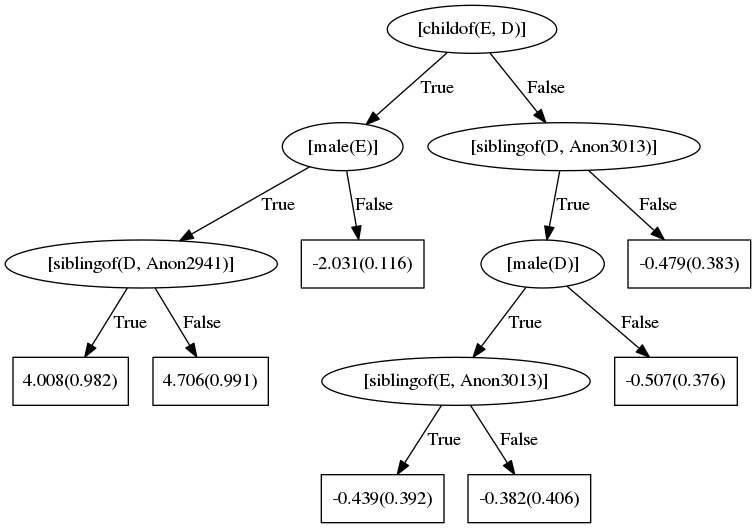 [childof(E, D)]
True
False
[male(E)]
[siblingof(D, Anon3013)]
True
False
True
False
[siblingof(D, Anon2941)]
-2.031(0.116)
[male(D)]
-0.479(0.383)
True
False
True
False
4.008(0.982)
4.706(0.991)
[siblingof(E, Anon3013)]
-0.507(0.376)
True
False
-0.439(0.392)
-0.382(0.406)